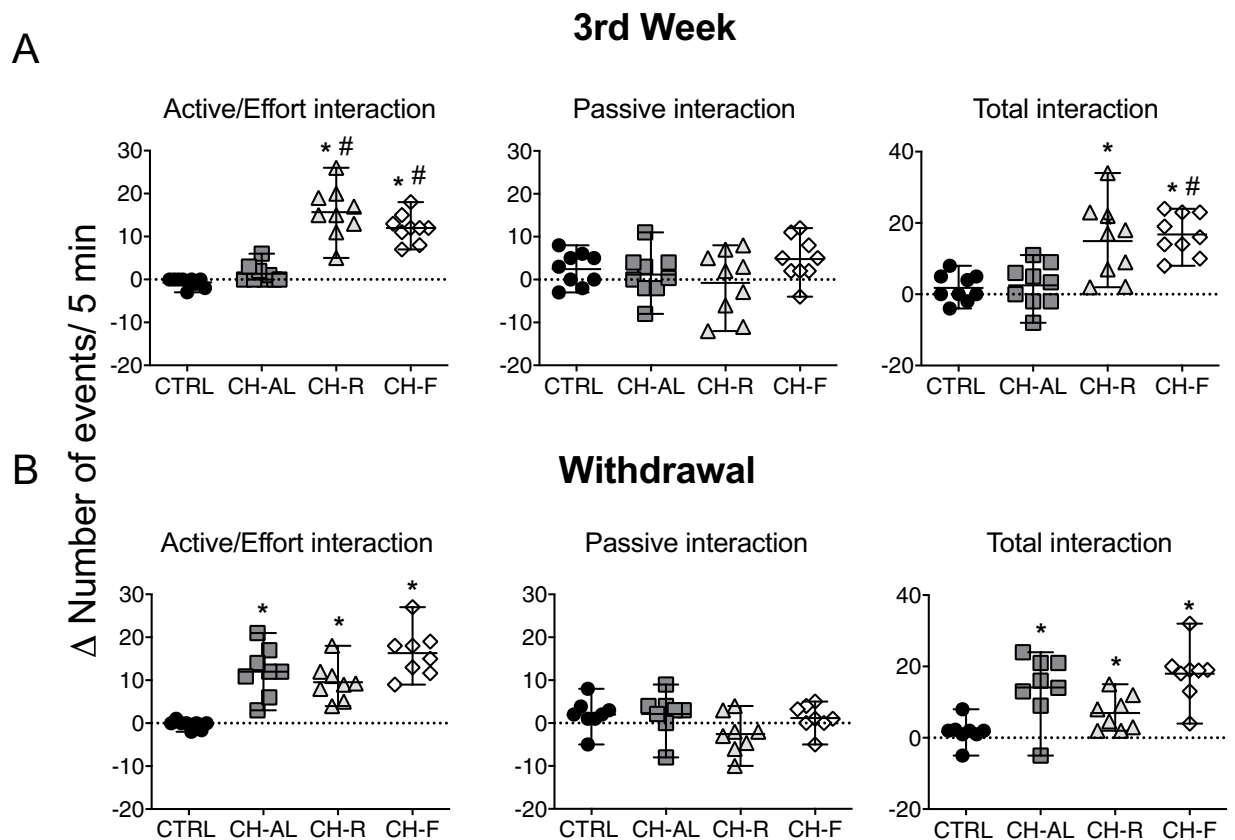 3rd Week
A
Active/Effort interaction
Passive interaction
Total interaction
* #
* #
*
* #
30
20
10
0
-10
-20
30
20
10
0
-10
-20
40
20
0
-20
CTRL CH-AL CH-R CH-F
CTRL CH-AL CH-R CH-F
CTRL CH-AL CH-R CH-F
Δ Number of events/ 5 min
B
Withdrawal
Active/Effort interaction
Passive interaction
Total interaction
* * *
* * *
30
20
10
0
-10
-20
30
20
10
0
-10
-20
40
20
0
-20
CTRL CH-AL CH-R CH-F
CTRL CH-AL CH-R CH-F
CTRL CH-AL CH-R CH-F